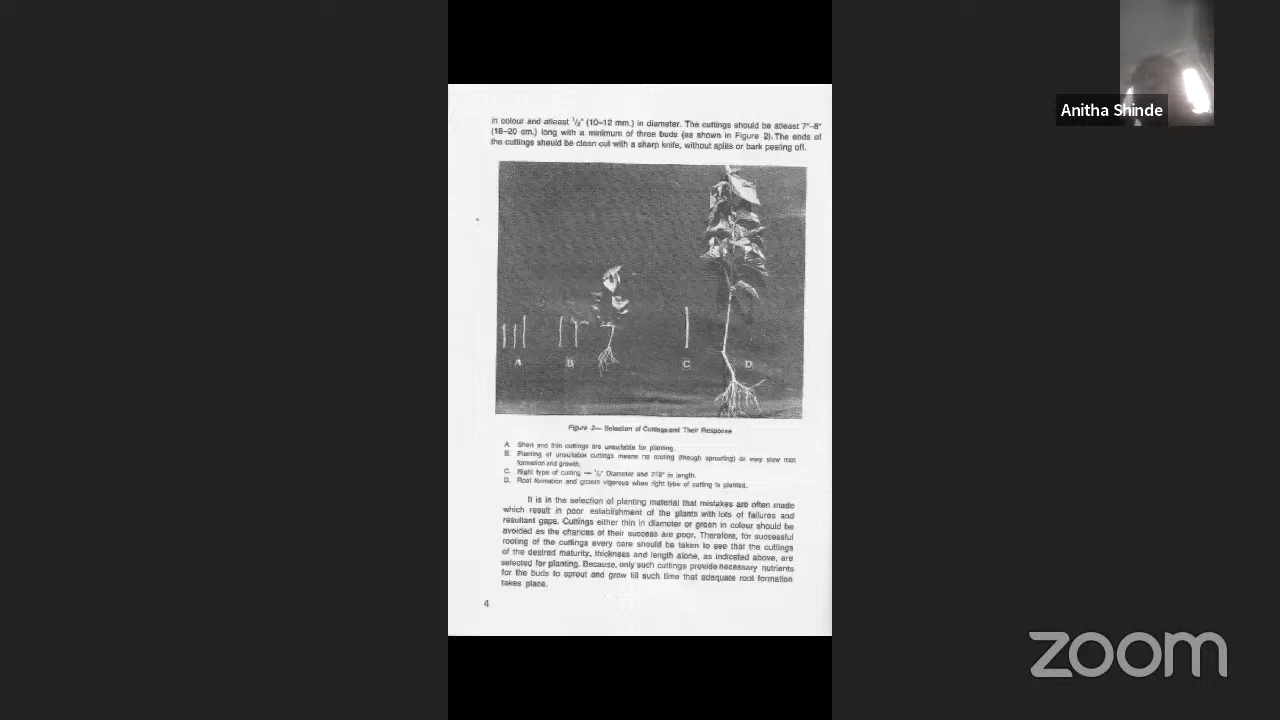 in colour and atleast 1/2" (10–12 mm.) in diameter. The cuttings should be atleast 7"–8"
(18–20 cm.) long with a minimum of three buds (as shown in Figure 2). The ends of
the cuttings should be clean cut with a sharp knife, without splits or bark peeling off.
A
B
C
D
Figure 2— Selection of Cuttings and Their Response
A. Short and thin cuttings are unsuitable for planting.
B. Planting of unsuitable cuttings means no rooting (though sprouting) or very slow root
formation and growth.
C. Right type of cutting — 1/2" Diameter and 7"8" in length.
D. Root formation and growth vigorous when right type of cutting is planted.
It is in the selection of planting material that mistakes are often made
which result in poor establishment of the plants with lots of failures and
resultant gaps. Cuttings either thin in diameter or green in colour should be
avoided as the chances of their success are poor. Therefore, for successful
rooting of the cuttings every care should be taken to see that the cuttings
of the desired maturity, thickness and length alone, as indicated above, are
selected for planting. Because, only such cuttings provide necessary nutrients
for the buds to sprout and grow till such time that adequate root formation
takes place.
4
Anitha Shinde
zoom